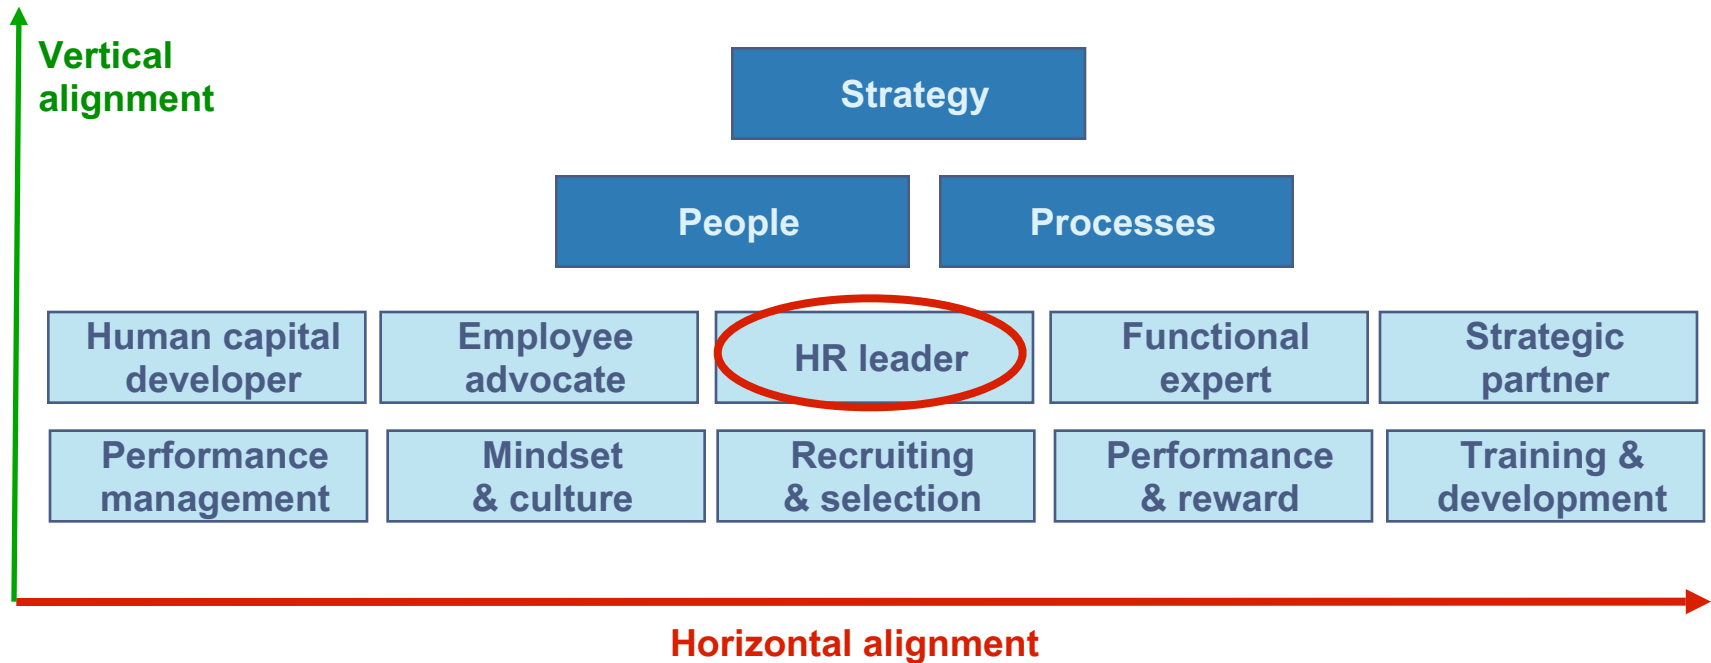 Vertical
alignment
Strategy
People
Processes
Human capital
developer
Employee
advocate
HR leader
Functional
expert
Strategic
partner
Performance
management
Mindset
& culture
Recruiting
& selection
Performance
& reward
Training &
development
Horizontal alignment